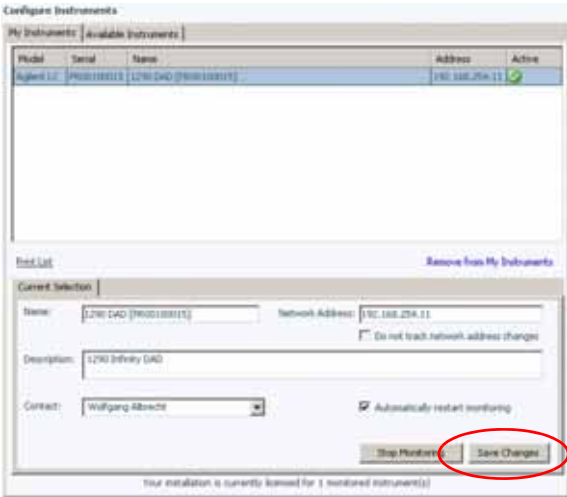 Configure Instruments
My Instruments Available Instruments
Model Serial Name Address Active
Agilent LC 1290 DAD 192.168.254.11
Print List Remove from My Instruments
Current Selection
Name: 1290 DAD Network Address: 192.168.254.11
Do not track network address changes
Description: 1290 Infinity DAD
Contact: Wolfgang Albrecht Automatically restart monitoring
Stop Monitoring Save Changes
Your installation is currently licensed for 1 monitored instrument(s)